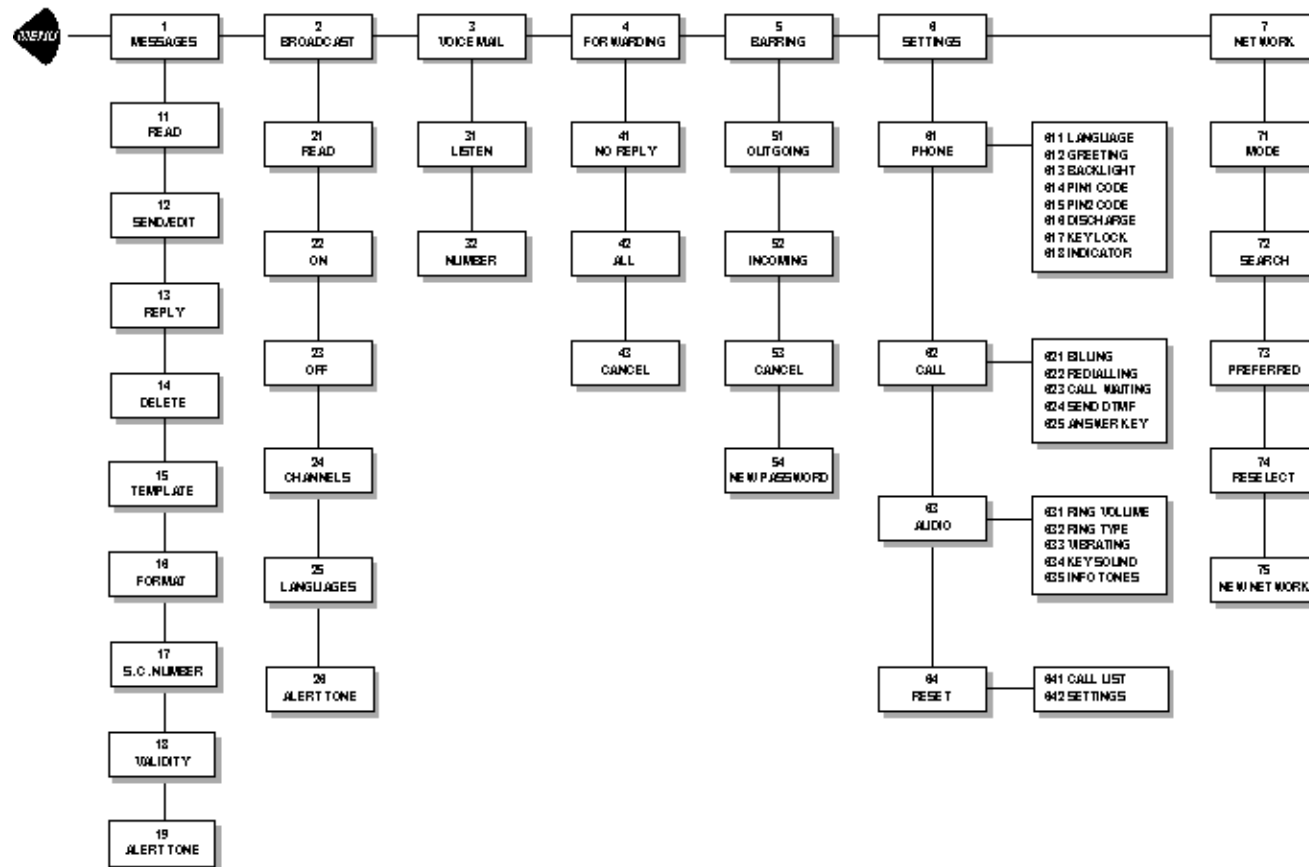 MENU
1
MESSAGES
2
BROADCAST
3
VOICE MAIL
4
FORWARDING
5
BARRING
6
SETTINGS
7
NETWORK
11
READ
12
SEND/EDIT
13
REPLY
14
DELETE
15
TEMPLATE
16
FORMAT
17
S.C. NUMBER
18
VALIDITY
19
ALERT TONE
21
READ
22
ON
23
OFF
24
CHANNELS
25
LANGUAGES
26
ALERT TONE
31
LISTEN
32
NUMBER
41
NO REPLY
42
ALL
43
CANCEL
51
OUTGOING
52
INCOMING
53
CANCEL
54
NEW PASSWORD
61
PHONE
611 LANGUAGE
612 GREETING
613 BACKLIGHT
614 PIN1 CODE
615 PIN2 CODE
616 DISCHARGE
617 KEY LOCK
618 INDICATOR
62
CALL
621 BILLING
622 REDIALLING
623 CALL WAITING
624 SEND DTMF
625 ANSWER KEY
63
AUDIO
631 RING VOLUME
632 RING TYPE
633 VIBRATING
634 KEY SOUND
635 INFO TONES
64
RESET
641 CALL LIST
642 SETTINGS
71
MODE
72
SEARCH
73
PREFERRED
74
RESELECT
75
NEW NETWORK